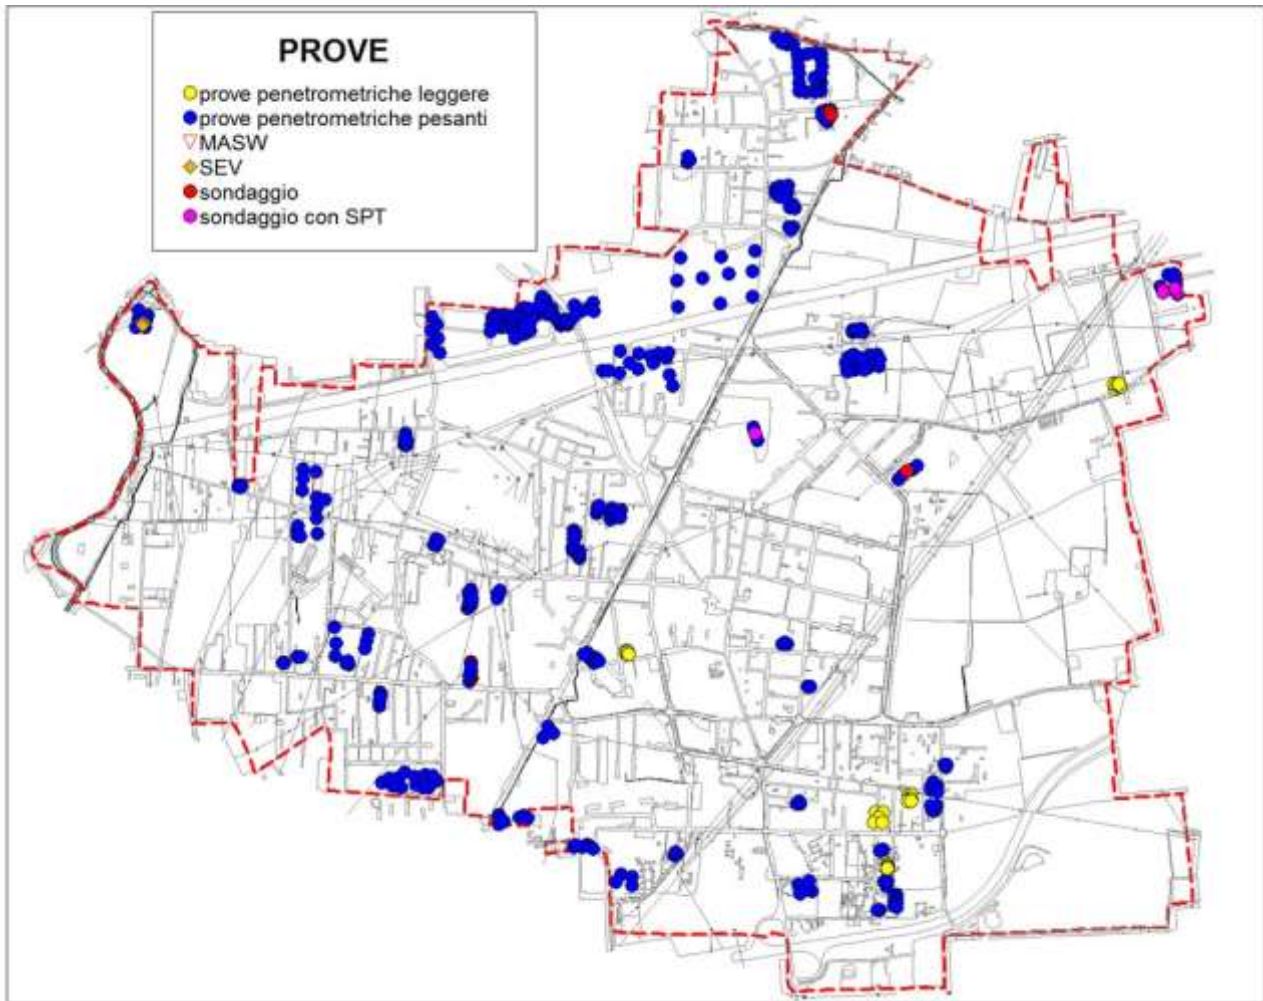 PROVE
prove penetrometriche leggere
prove penetrometriche pesanti
MASW
SEV
sondaggio
sondaggio con SPT